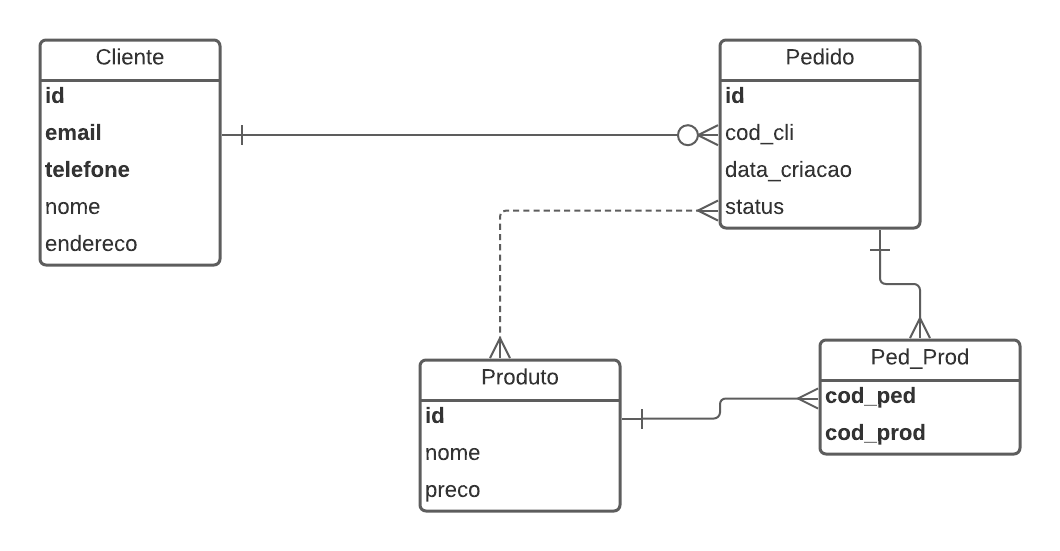 Cliente
id
email
telefone
nome
endereco
Pedido
id
cod_cli
data_criacao
status
Produto
id
nome
preco
Ped_Prod
cod_ped
cod_prod